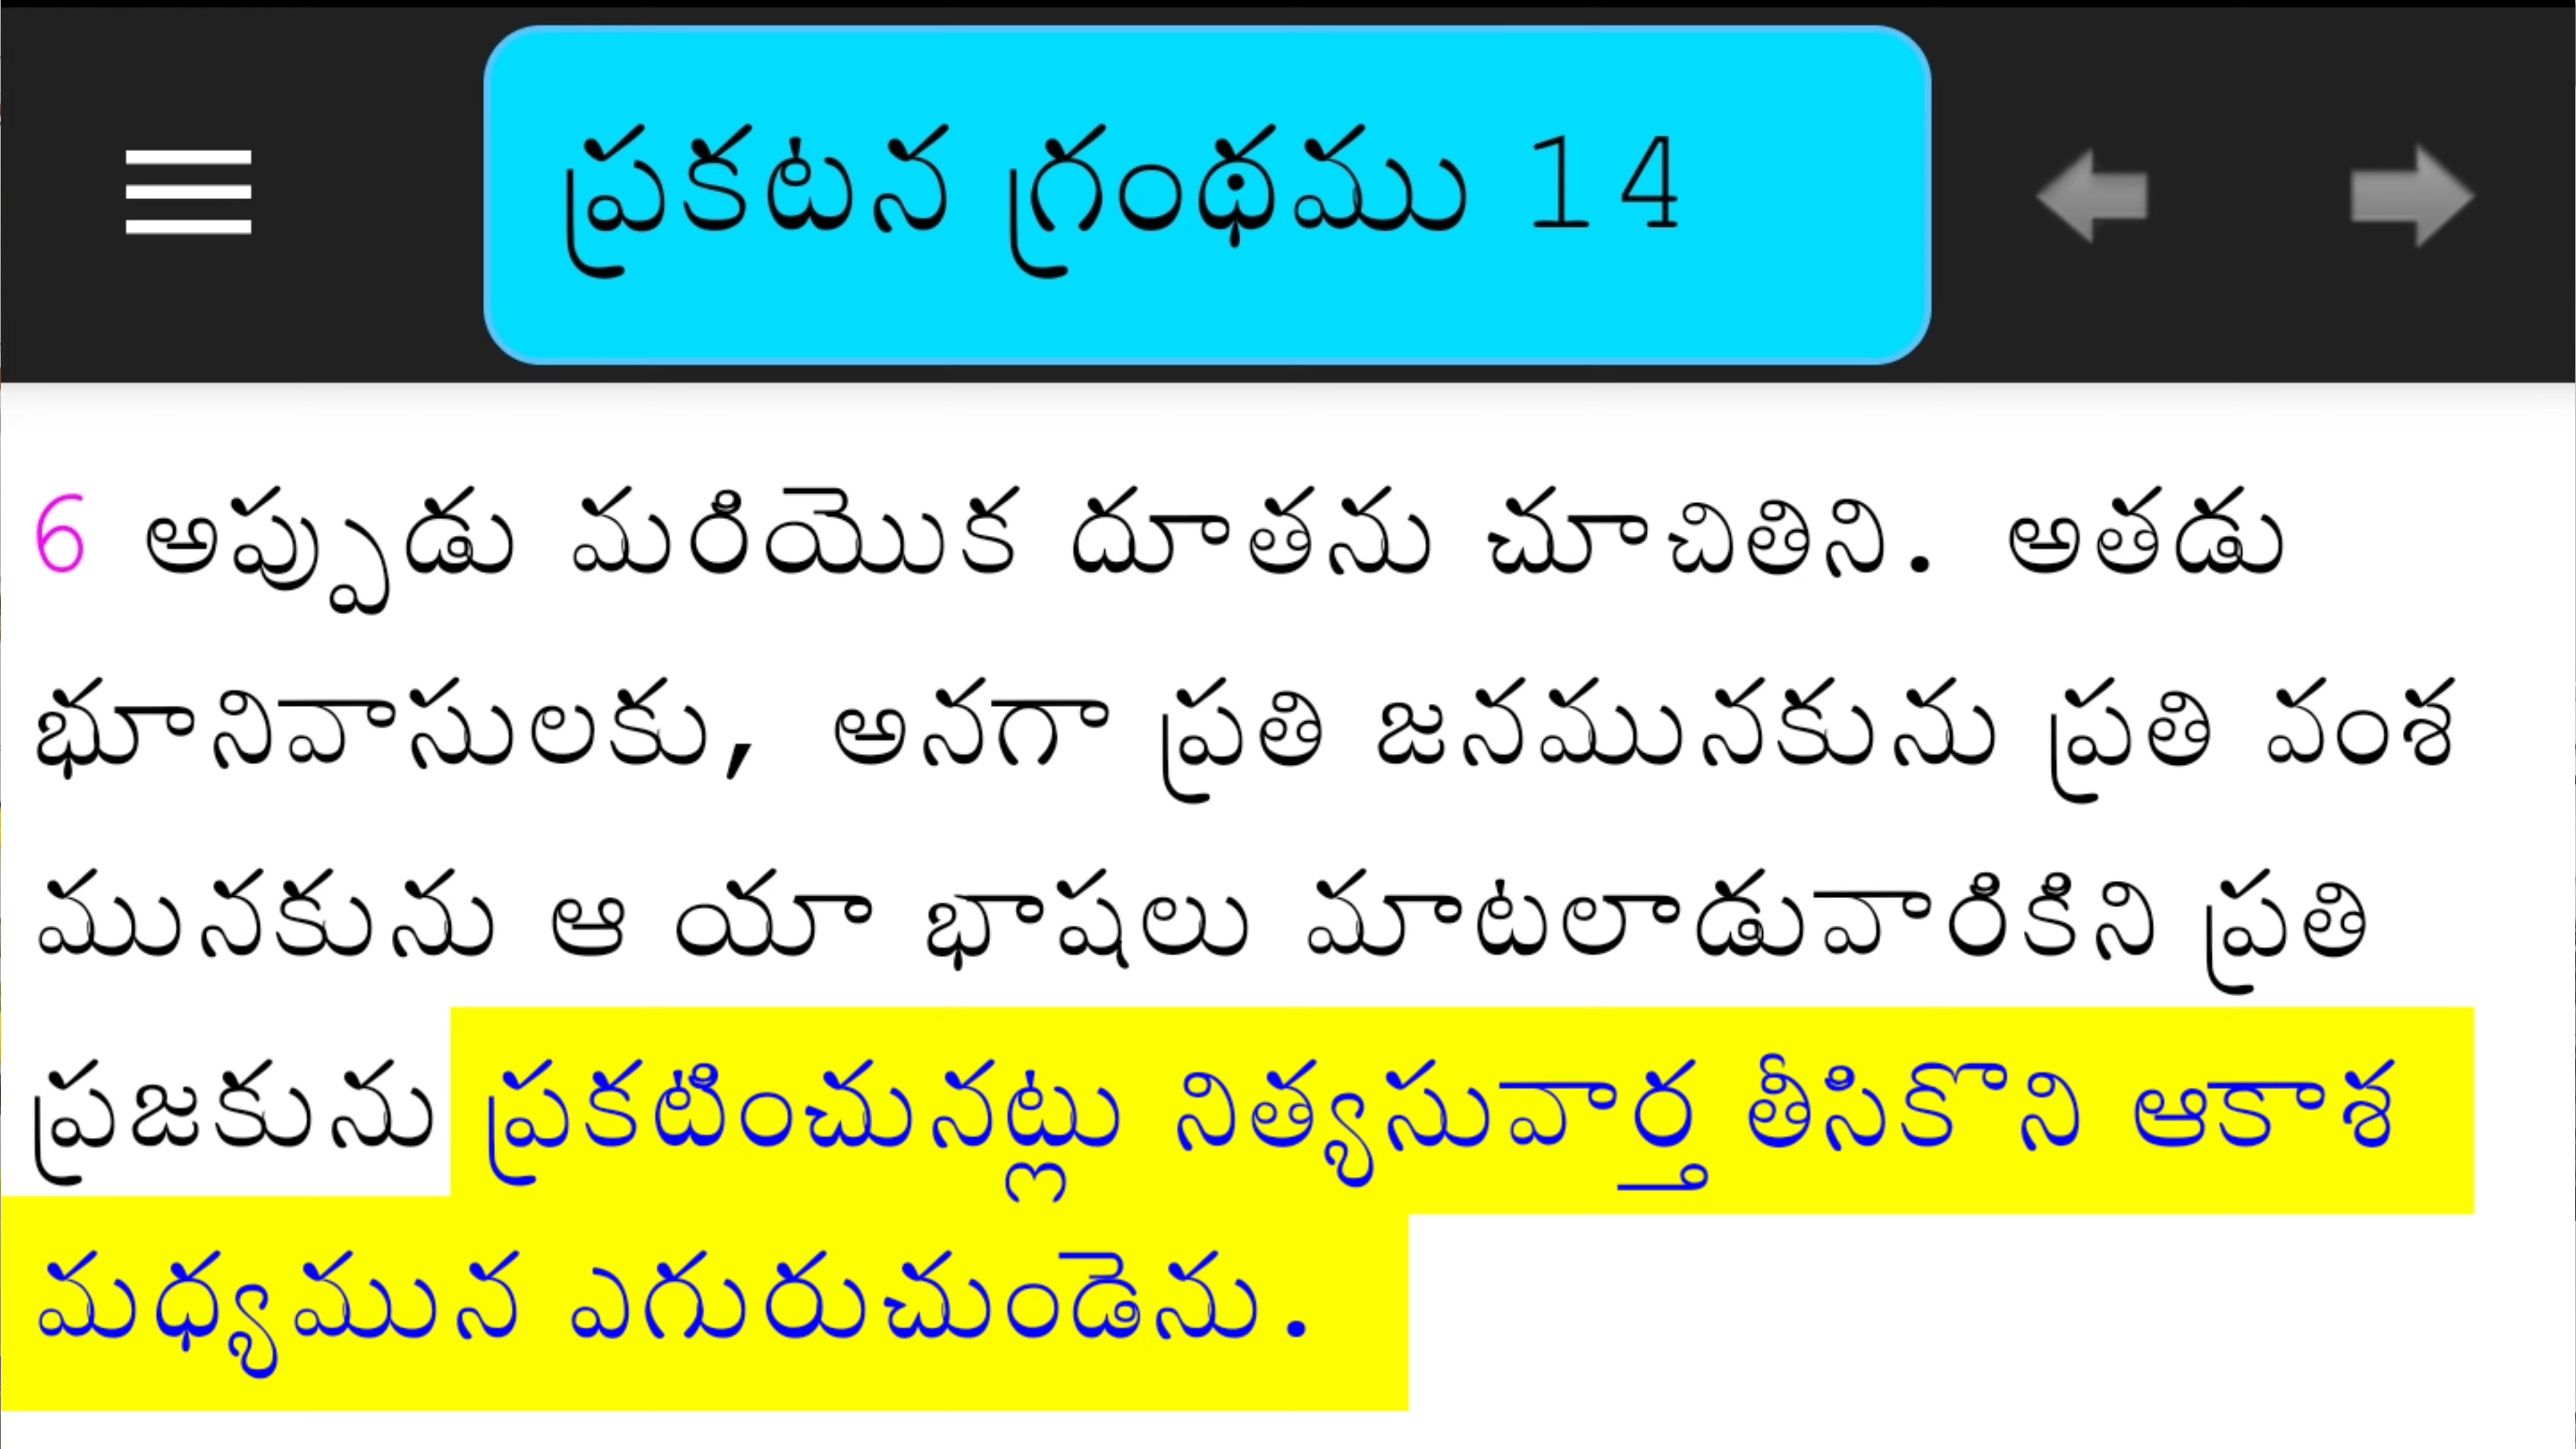 ప్రకటన గ్రంథము 14
6 అప్పుడు మరియొక దూతను చూచితిని. అతడు
భూనివాసులకు, అనగా ప్రతి జనమునకును ప్రతి వంశ
మునకును ఆ యా భాషలు మాటలాడువారికిని ప్రతి
ప్రజకును ప్రకటించునట్లు నిత్యసువార్త తీసికొని ఆకాశ
మధ్యమున ఎగురుచుండెను.